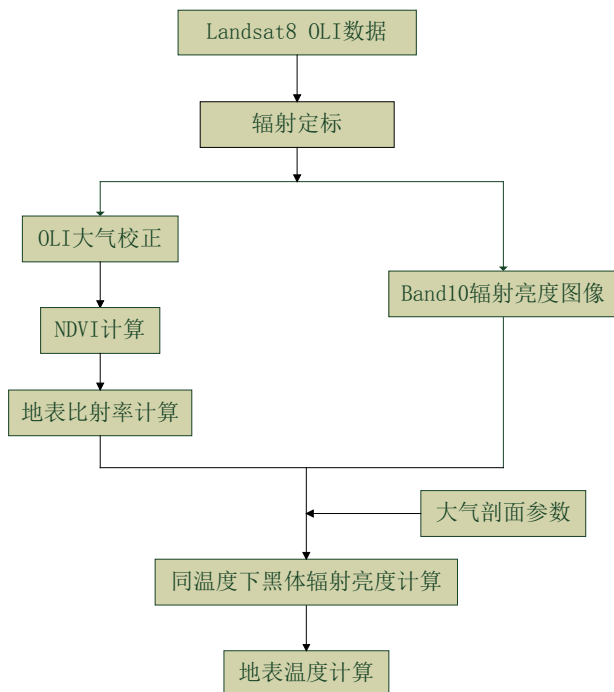 Landsat8 OLI数据
辐射定标
OLI大气校正
Band10辐射亮度图像
NDVI计算
地表比射率计算
大气剖面参数
同温度下黑体辐射亮度计算
地表温度计算